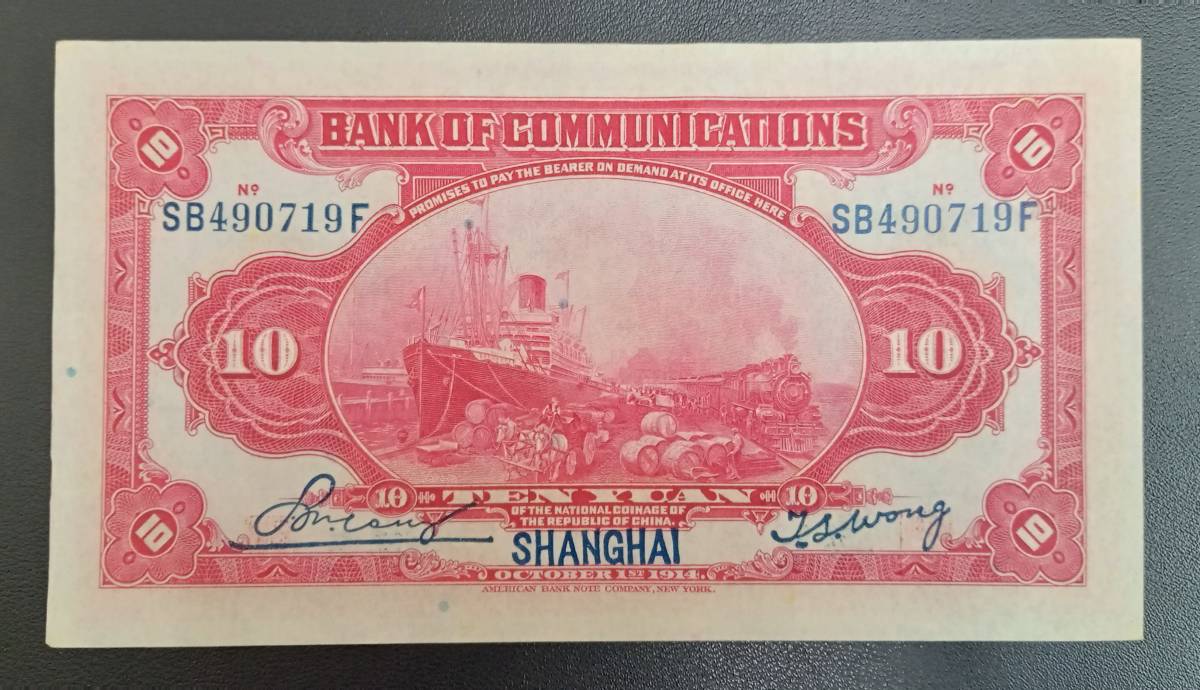 BANK OF COMMUNICATIONS
PROMISES TO PAY THE BEARER ON DEMAND AT ITS OFFICE HERE
10 10
Nº Nº
SB490719F SB490719F
10 10
10 TEN YUAN 10
OF THE NATIONAL COINAGE OF
THE REPUBLIC OF CHINA.
T.S. Wong
SHANGHAI
10 10
OCTOBER 1ST 1914.
AMERICAN BANK NOTE COMPANY, NEW YORK.